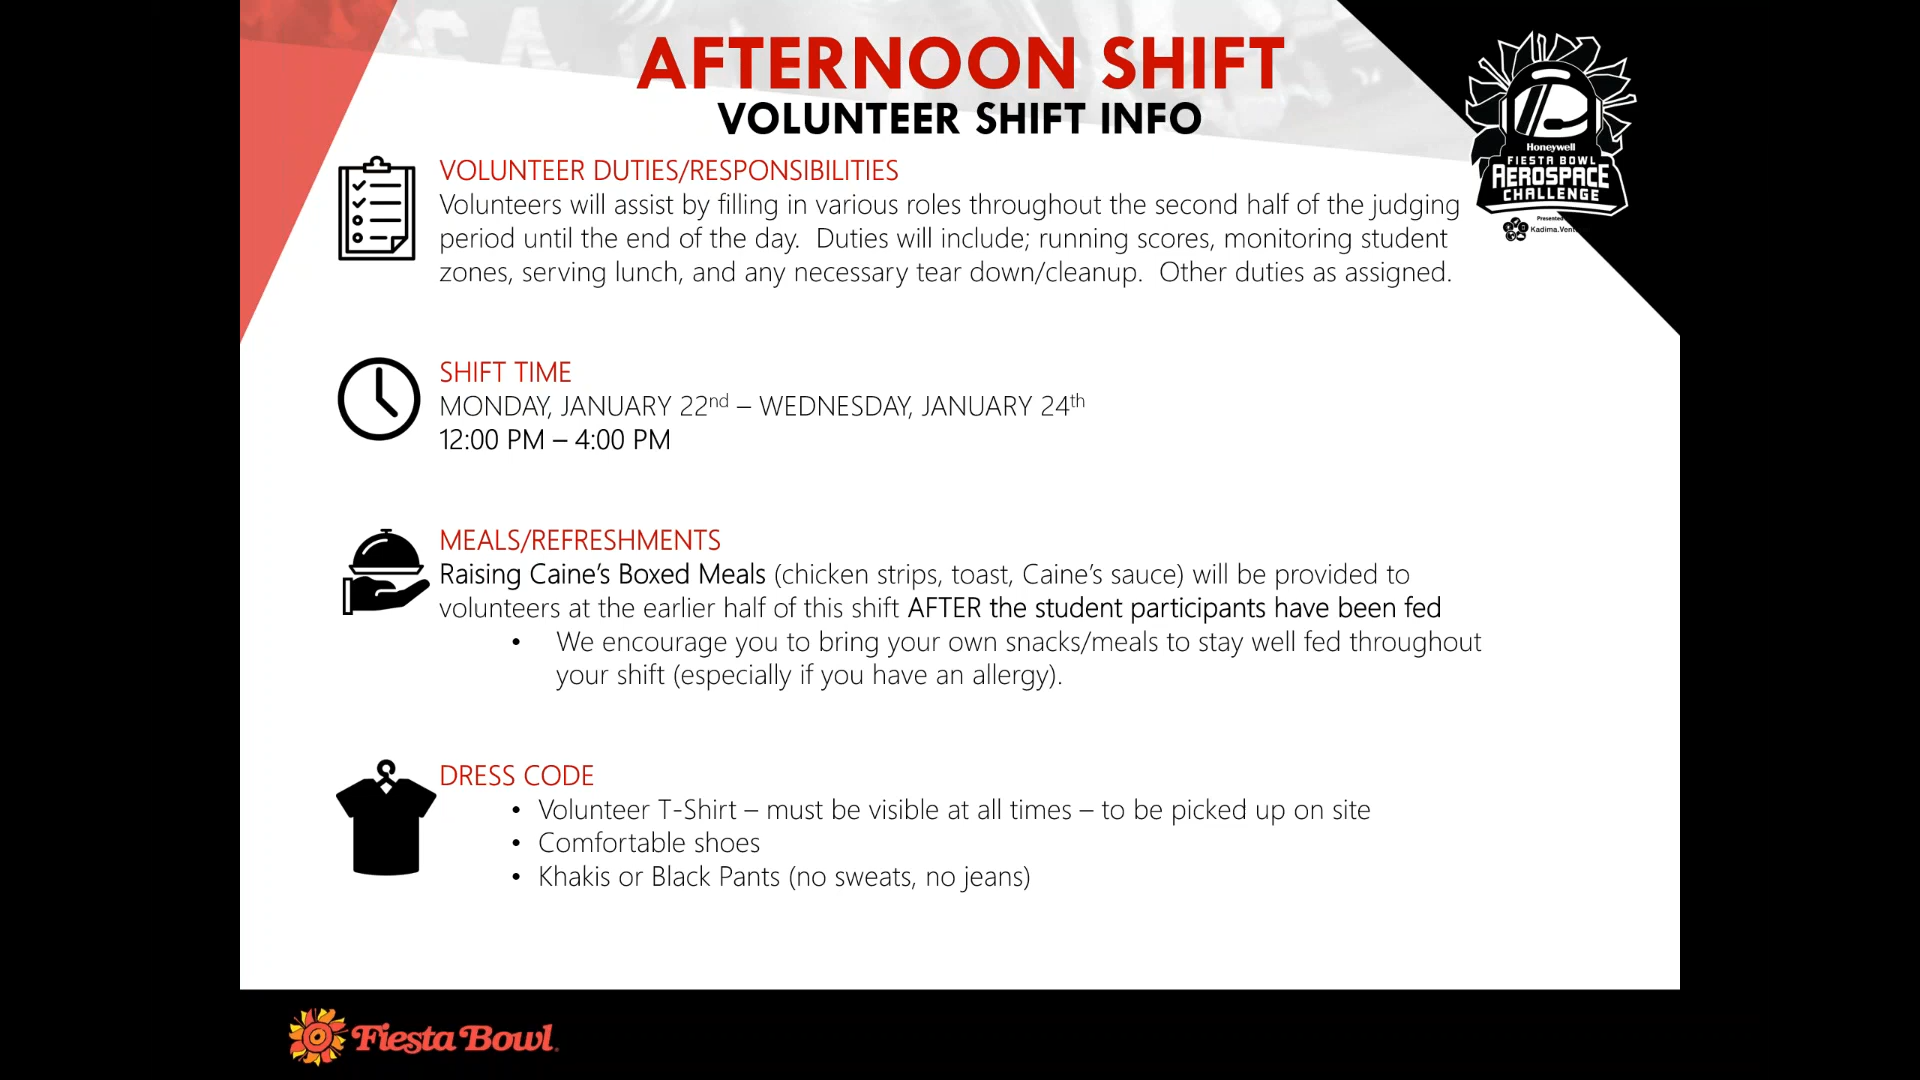 AFTERNOON SHIFT
VOLUNTEER SHIFT INFO
Honeywell
FIESTA BOWL
AEROSPACE
CHALLENGE
Presented
Kadima.Vent
VOLUNTEER DUTIES/RESPONSIBILITIES
Volunteers will assist by filling in various roles throughout the second half of the judging
period until the end of the day.  Duties will include; running scores, monitoring student
zones, serving lunch, and any necessary tear down/cleanup.  Other duties as assigned.
SHIFT TIME
MONDAY, JANUARY 22nd – WEDNESDAY, JANUARY 24th
12:00 PM – 4:00 PM
MEALS/REFRESHMENTS
Raising Caine’s Boxed Meals (chicken strips, toast, Caine’s sauce) will be provided to
volunteers at the earlier half of this shift AFTER the student participants have been fed
• We encourage you to bring your own snacks/meals to stay well fed throughout
your shift (especially if you have an allergy).
DRESS CODE
• Volunteer T-Shirt – must be visible at all times – to be picked up on site
• Comfortable shoes
• Khakis or Black Pants (no sweats, no jeans)
Fiesta Bowl